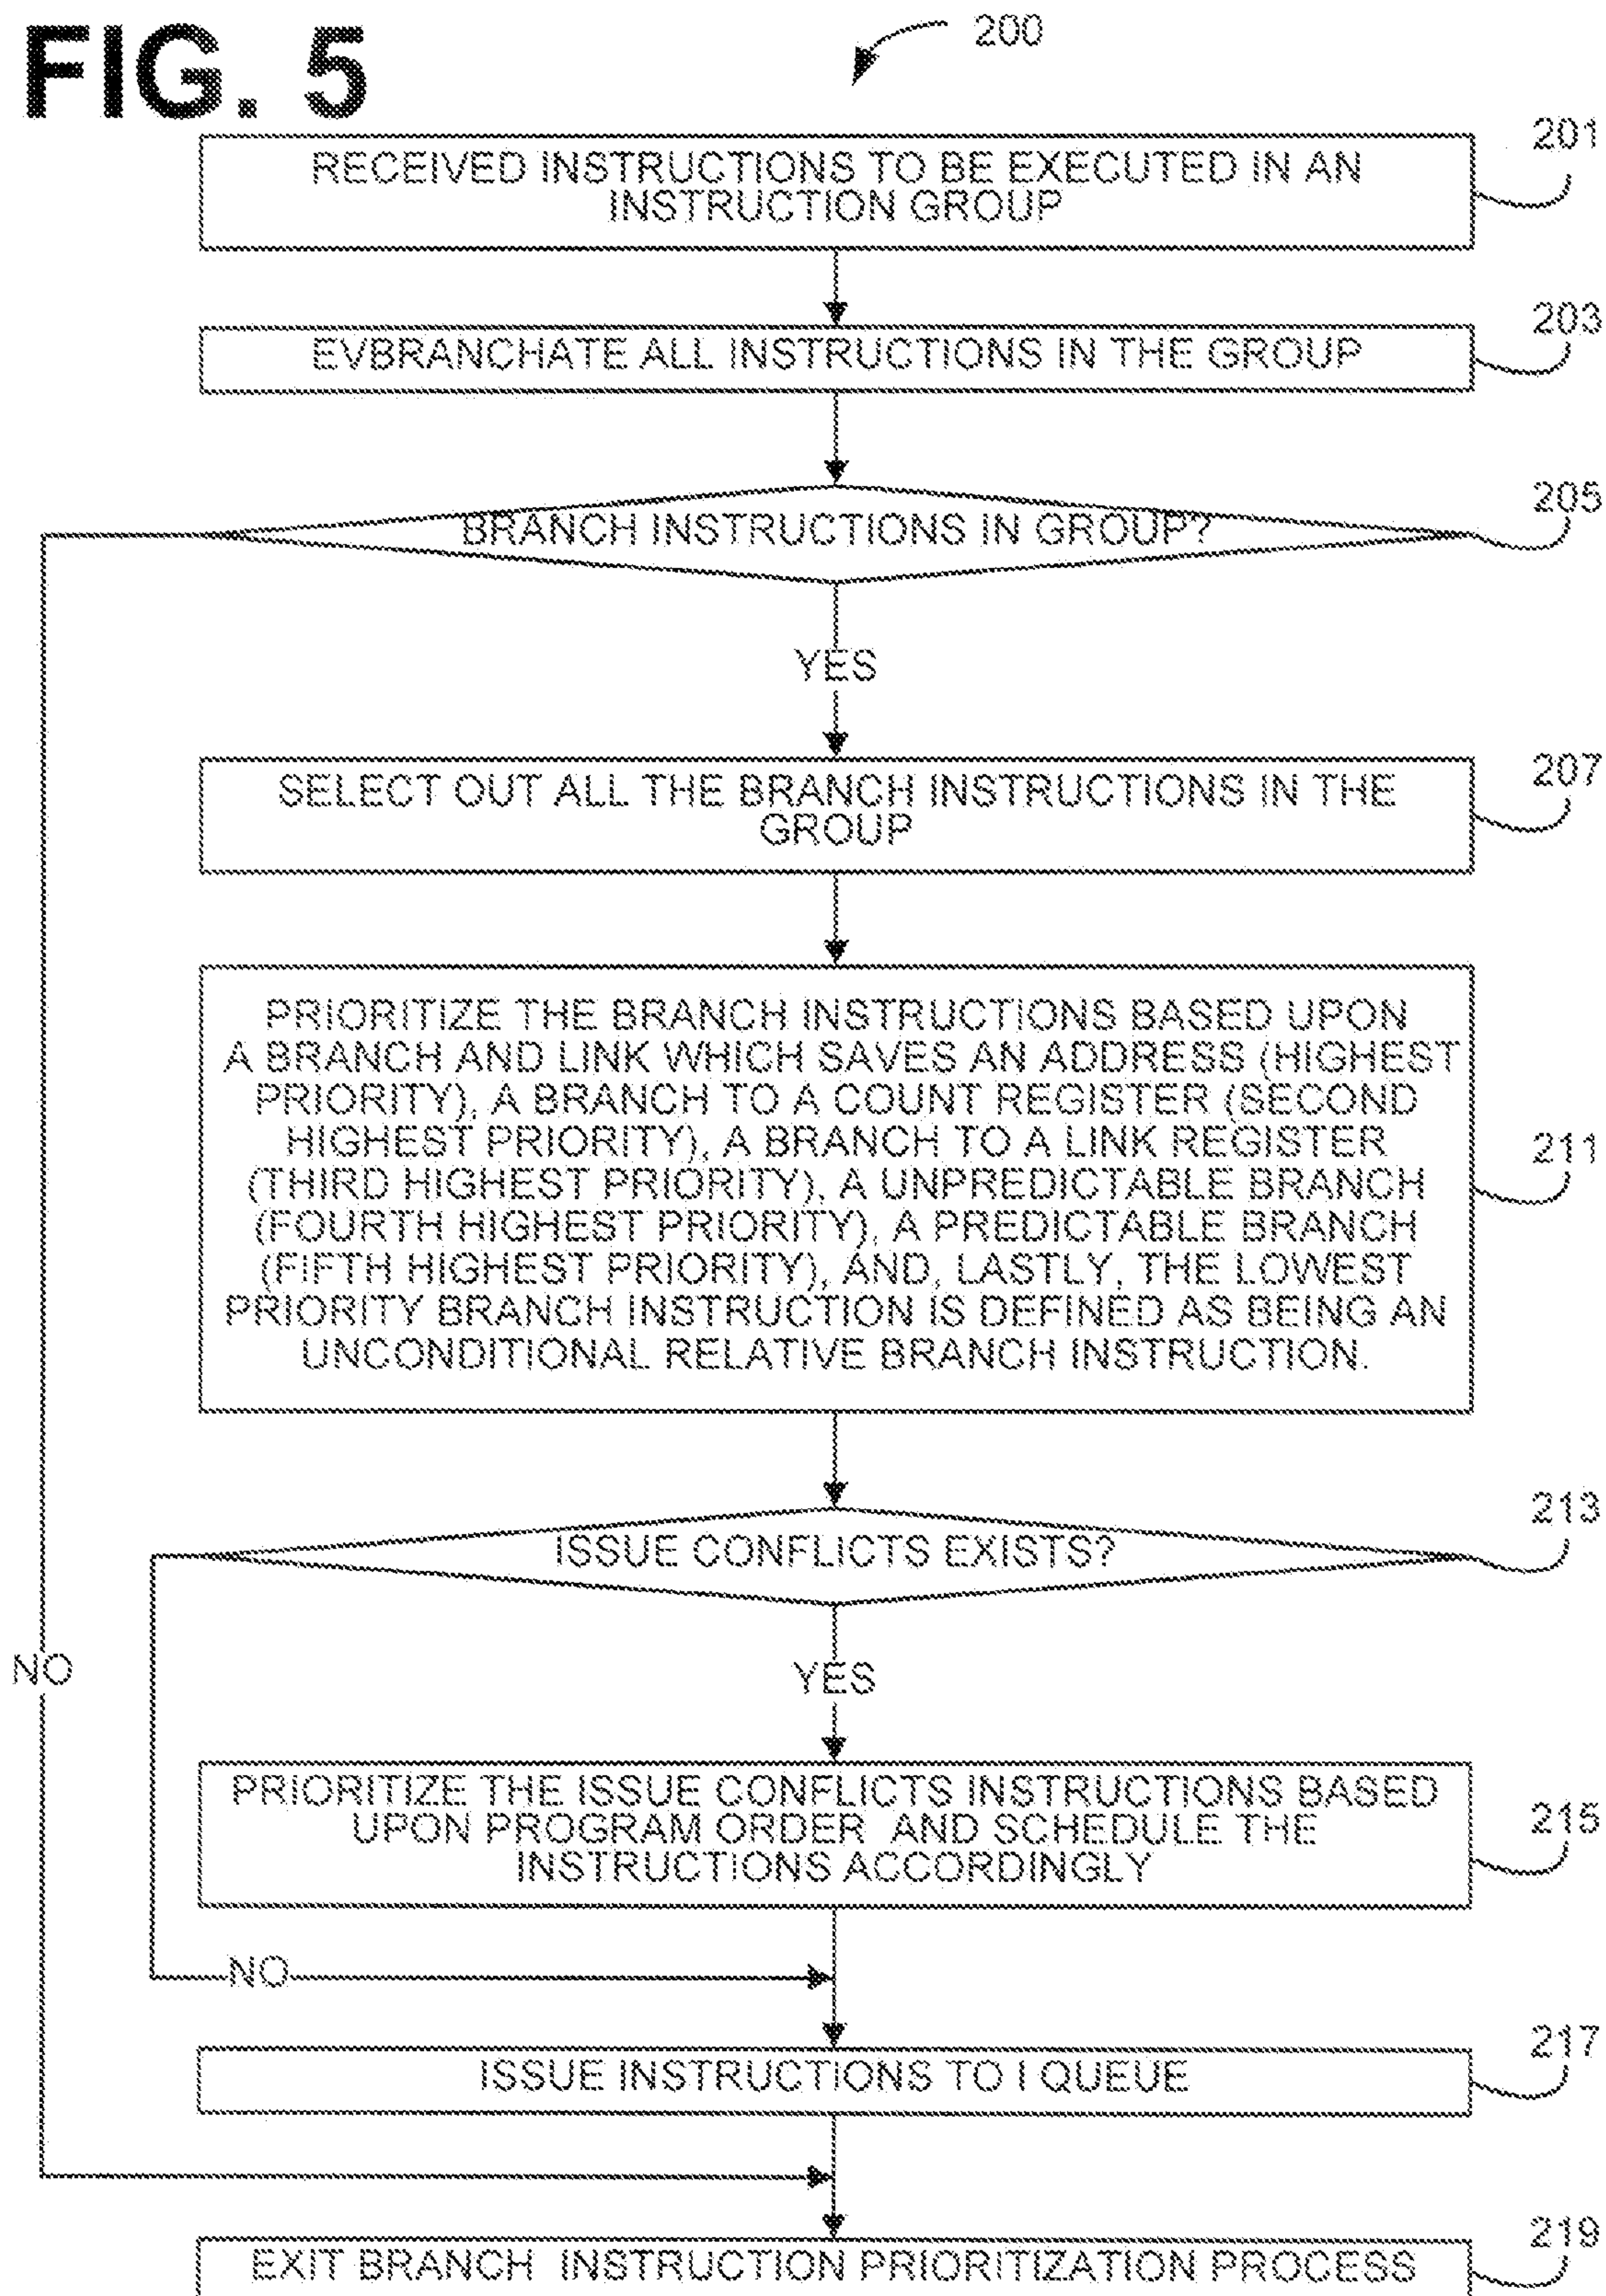 FIG. 5
200
201
RECEIVED INSTRUCTIONS TO BE EXECUTED IN AN
INSTRUCTION GROUP
203
EVBRANCHATE ALL INSTRUCTIONS IN THE GROUP
205
BRANCH INSTRUCTIONS IN GROUP?
YES
207
SELECT OUT ALL THE BRANCH INSTRUCTIONS IN THE
GROUP
PRIORITIZE THE BRANCH INSTRUCTIONS BASED UPON
A BRANCH AND LINK WHICH SAVES AN ADDRESS (HIGHEST
PRIORITY), A BRANCH TO A COUNT REGISTER (SECOND
HIGHEST PRIORITY), A BRANCH TO A LINK REGISTER
211
(THIRD HIGHEST PRIORITY), A UNPREDICTABLE BRANCH
(FOURTH HIGHEST PRIORITY), A PREDICTABLE BRANCH
(FIFTH HIGHEST PRIORITY), AND, LASTLY, THE LOWEST
PRIORITY BRANCH INSTRUCTION IS DEFINED AS BEING AN
UNCONDITIONAL RELATIVE BRANCH INSTRUCTION.
213
ISSUE CONFLICTS EXISTS?
NO
YES
PRIORITIZE THE ISSUE CONFLICTS INSTRUCTIONS BASED
215
UPON PROGRAM ORDER AND SCHEDULE THE
INSTRUCTIONS ACCORDINGLY
NO
217
ISSUE INSTRUCTIONS TO I QUEUE
219
EXIT BRANCH INSTRUCTION PRIORITIZATION PROCESS